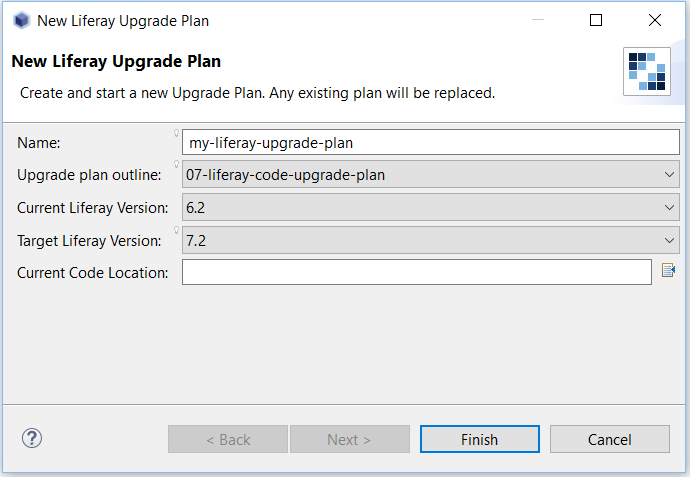 New Liferay Upgrade Plan
New Liferay Upgrade Plan
Create and start a new Upgrade Plan. Any existing plan will be replaced.
Name: my-liferay-upgrade-plan
Upgrade plan outline: 07-liferay-code-upgrade-plan
Current Liferay Version: 6.2
Target Liferay Version: 7.2
Current Code Location:
? < Back Next > Finish Cancel